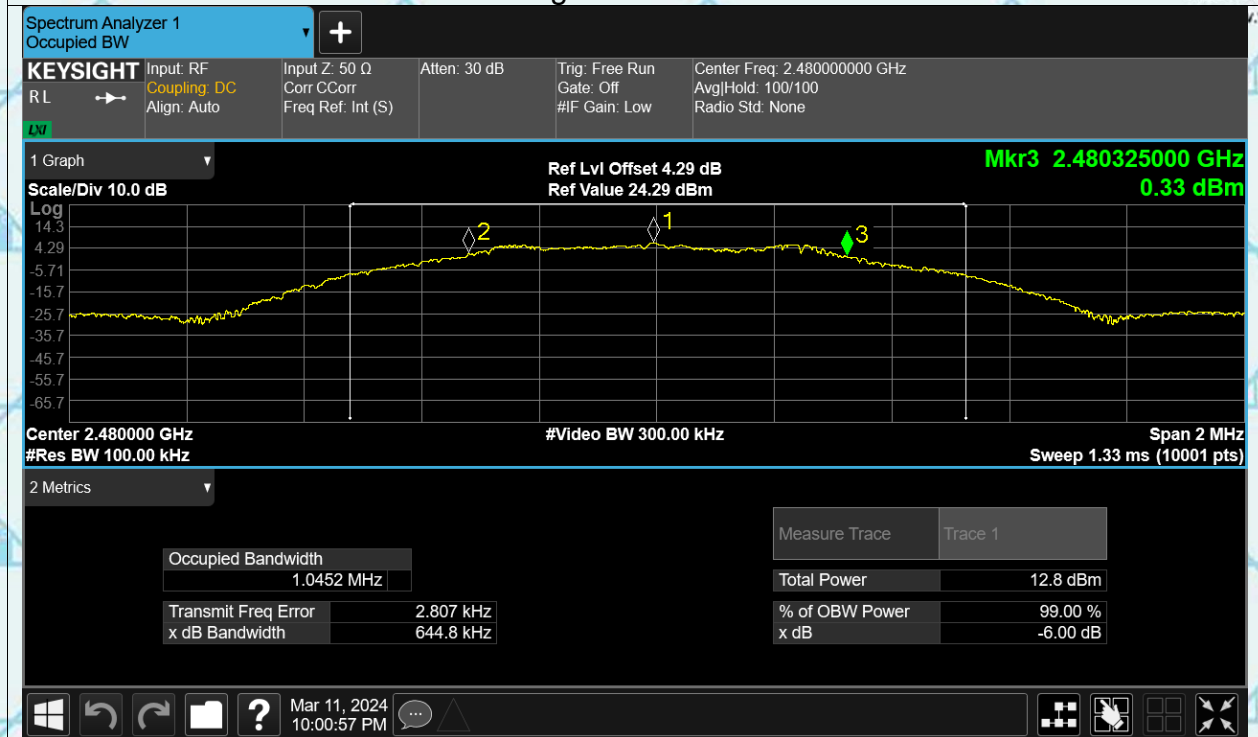 Spectrum Analyzer 1
Occupied BW
+
KEYSIGHT
RL
LXI
Input: RF
Coupling: DC
Align: Auto
Input Z: 50 Ω
Corr CCorr
Freq Ref: Int (S)
Atten: 30 dB
Trig: Free Run
Gate: Off
#IF Gain: Low
Center Freq: 2.480000000 GHz
Avg|Hold: 100/100
Radio Std: None
1 Graph
Scale/Div 10.0 dB
Ref Lvl Offset 4.29 dB
Ref Value 24.29 dBm
Mkr3 2.480325000 GHz
0.33 dBm
Log
14.3
4.29
-5.71
-15.7
-25.7
-35.7
-45.7
-55.7
-65.7
2
1
3
Center 2.480000 GHz
#Res BW 100.00 kHz
#Video BW 300.00 kHz
Span 2 MHz
Sweep 1.33 ms (10001 pts)
2 Metrics
Measure Trace Trace 1
Occupied Bandwidth
1.0452 MHz
Total Power 12.8 dBm
Transmit Freq Error 2.807 kHz
% of OBW Power 99.00 %
x dB Bandwidth 644.8 kHz
x dB -6.00 dB
?
Mar 11, 2024
10:00:57 PM